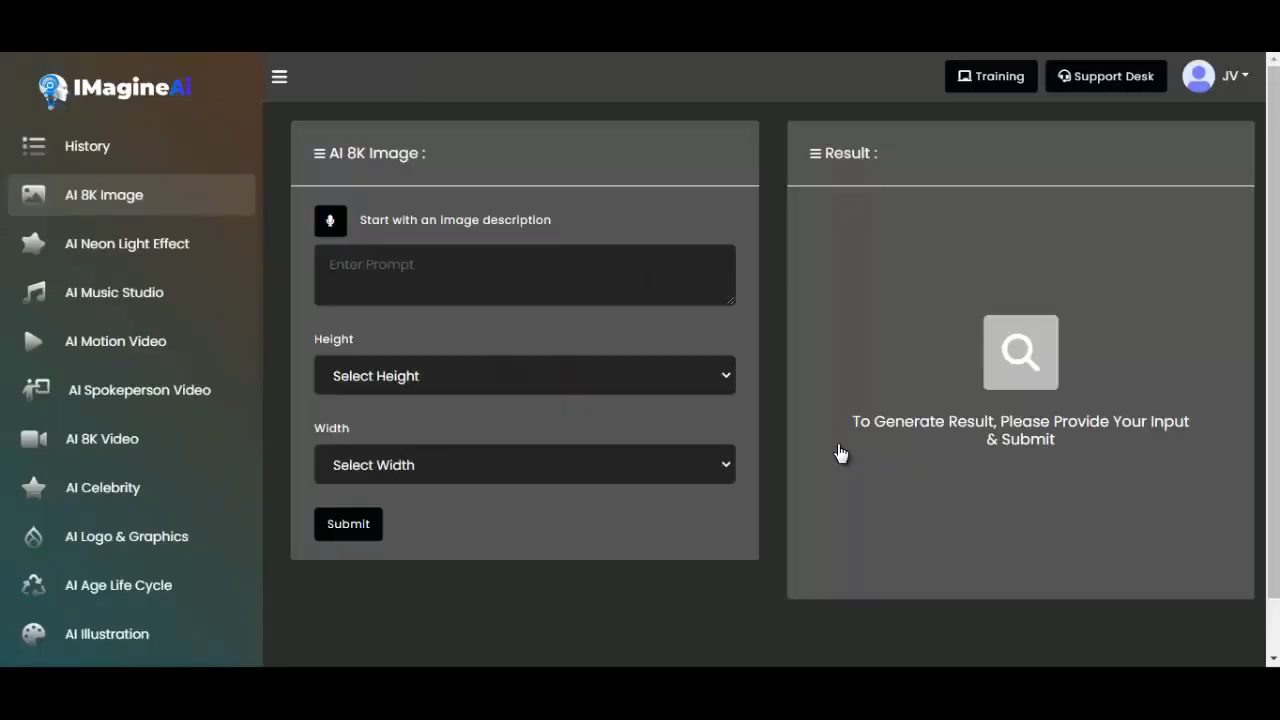 IMagineAi
Training
Support Desk
JV
History
AI 8K Image
AI Neon Light Effect
AI Music Studio
AI Motion Video
AI Spokeperson Video
AI 8K Video
AI Celebrity
AI Logo & Graphics
AI Age Life Cycle
AI Illustration
AI 8K Image :
Start with an image description
Enter Prompt
Height
Select Height
Width
Select Width
Submit
Result :
To Generate Result, Please Provide Your Input
& Submit